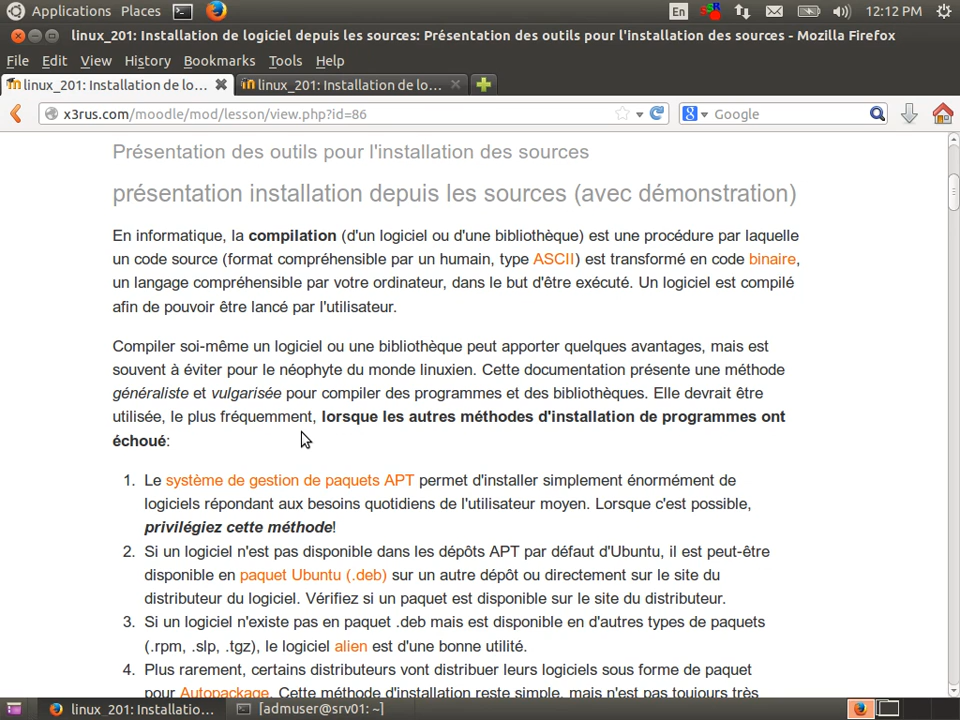 Applications Places En 12:12 PM
linux_201: Installation de logiciel depuis les sources: Présentation des outils pour l'installation des sources - Mozilla Firefox
File Edit View History Bookmarks Tools Help
linux_201: Installation de lo... linux_201: Installation de lo...
x3rus.com/moodle/mod/lesson/view.php?id=86 Google
Présentation des outils pour l'installation des sources
présentation installation depuis les sources (avec démonstration)
En informatique, la compilation (d'un logiciel ou d'une bibliothèque) est une procédure par laquelle
un code source (format compréhensible par un humain, type ASCII) est transformé en code binaire,
un langage compréhensible par votre ordinateur, dans le but d'être exécuté. Un logiciel est compilé
afin de pouvoir être lancé par l'utilisateur.
Compiler soi-même un logiciel ou une bibliothèque peut apporter quelques avantages, mais est
souvent à éviter pour le néophyte du monde linuxien. Cette documentation présente une méthode
généraliste et vulgarisée pour compiler des programmes et des bibliothèques. Elle devrait être
utilisée, le plus fréquemment, lorsque les autres méthodes d'installation de programmes ont
échoué:
1. Le système de gestion de paquets APT permet d'installer simplement énormément de
logiciels répondant aux besoins quotidiens de l'utilisateur moyen. Lorsque c'est possible,
privilégiez cette méthode!
2. Si un logiciel n'est pas disponible dans les dépôts APT par défaut d'Ubuntu, il est peut-être
disponible en paquet Ubuntu (.deb) sur un autre dépôt ou directement sur le site du
distributeur du logiciel. Vérifiez si un paquet est disponible sur le site du distributeur.
3. Si un logiciel n'existe pas en paquet .deb mais est disponible en d'autres types de paquets
(.rpm, .slp, .tgz), le logiciel alien est d'une bonne utilité.
4. Plus rarement, certains distributeurs vont distribuer leurs logiciels sous forme de paquet
pour Autopackage. Cette méthode d'installation reste simple, mais n'est pas toujours très
linux_201: Installatio... [admuser@srv01: ~]